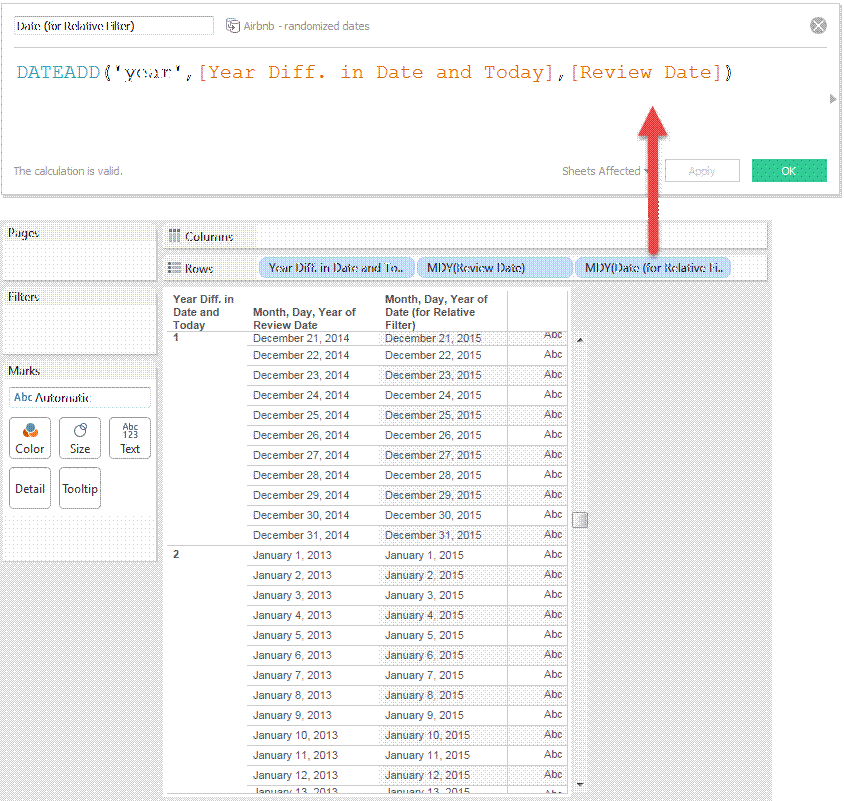 Date (for Relative Filter)
Airbnb - randomized dates
DATEADD('year',[Year Diff. in Date and Today],[Review Date])
The calculation is valid.
Sheets Affected
Apply
OK
Pages
Columns
Rows
Year Diff. in Date and To..
MDY(Review Date)
MDY(Date (for Relative Fi..
Filters
Marks
Abc Automatic
Color
Size
Abc
123
Text
Detail
Tooltip
Year Diff. in
Date and
Today
Month, Day, Year of
Review Date
Month, Day, Year of
Date (for Relative
Filter)
1
December 21, 2014 December 21, 2015 Abc
December 22, 2014 December 22, 2015 Abc
December 23, 2014 December 23, 2015 Abc
December 24, 2014 December 24, 2015 Abc
December 25, 2014 December 25, 2015 Abc
December 26, 2014 December 26, 2015 Abc
December 27, 2014 December 27, 2015 Abc
December 28, 2014 December 28, 2015 Abc
December 29, 2014 December 29, 2015 Abc
December 30, 2014 December 30, 2015 Abc
December 31, 2014 December 31, 2015 Abc
2
January 1, 2013 January 1, 2015 Abc
January 2, 2013 January 2, 2015 Abc
January 3, 2013 January 3, 2015 Abc
January 4, 2013 January 4, 2015 Abc
January 5, 2013 January 5, 2015 Abc
January 6, 2013 January 6, 2015 Abc
January 7, 2013 January 7, 2015 Abc
January 8, 2013 January 8, 2015 Abc
January 9, 2013 January 9, 2015 Abc
January 10, 2013 January 10, 2015 Abc
January 11, 2013 January 11, 2015 Abc
January 12, 2013 January 12, 2015 Abc
January 13, 2013 January 13, 2015 Abc